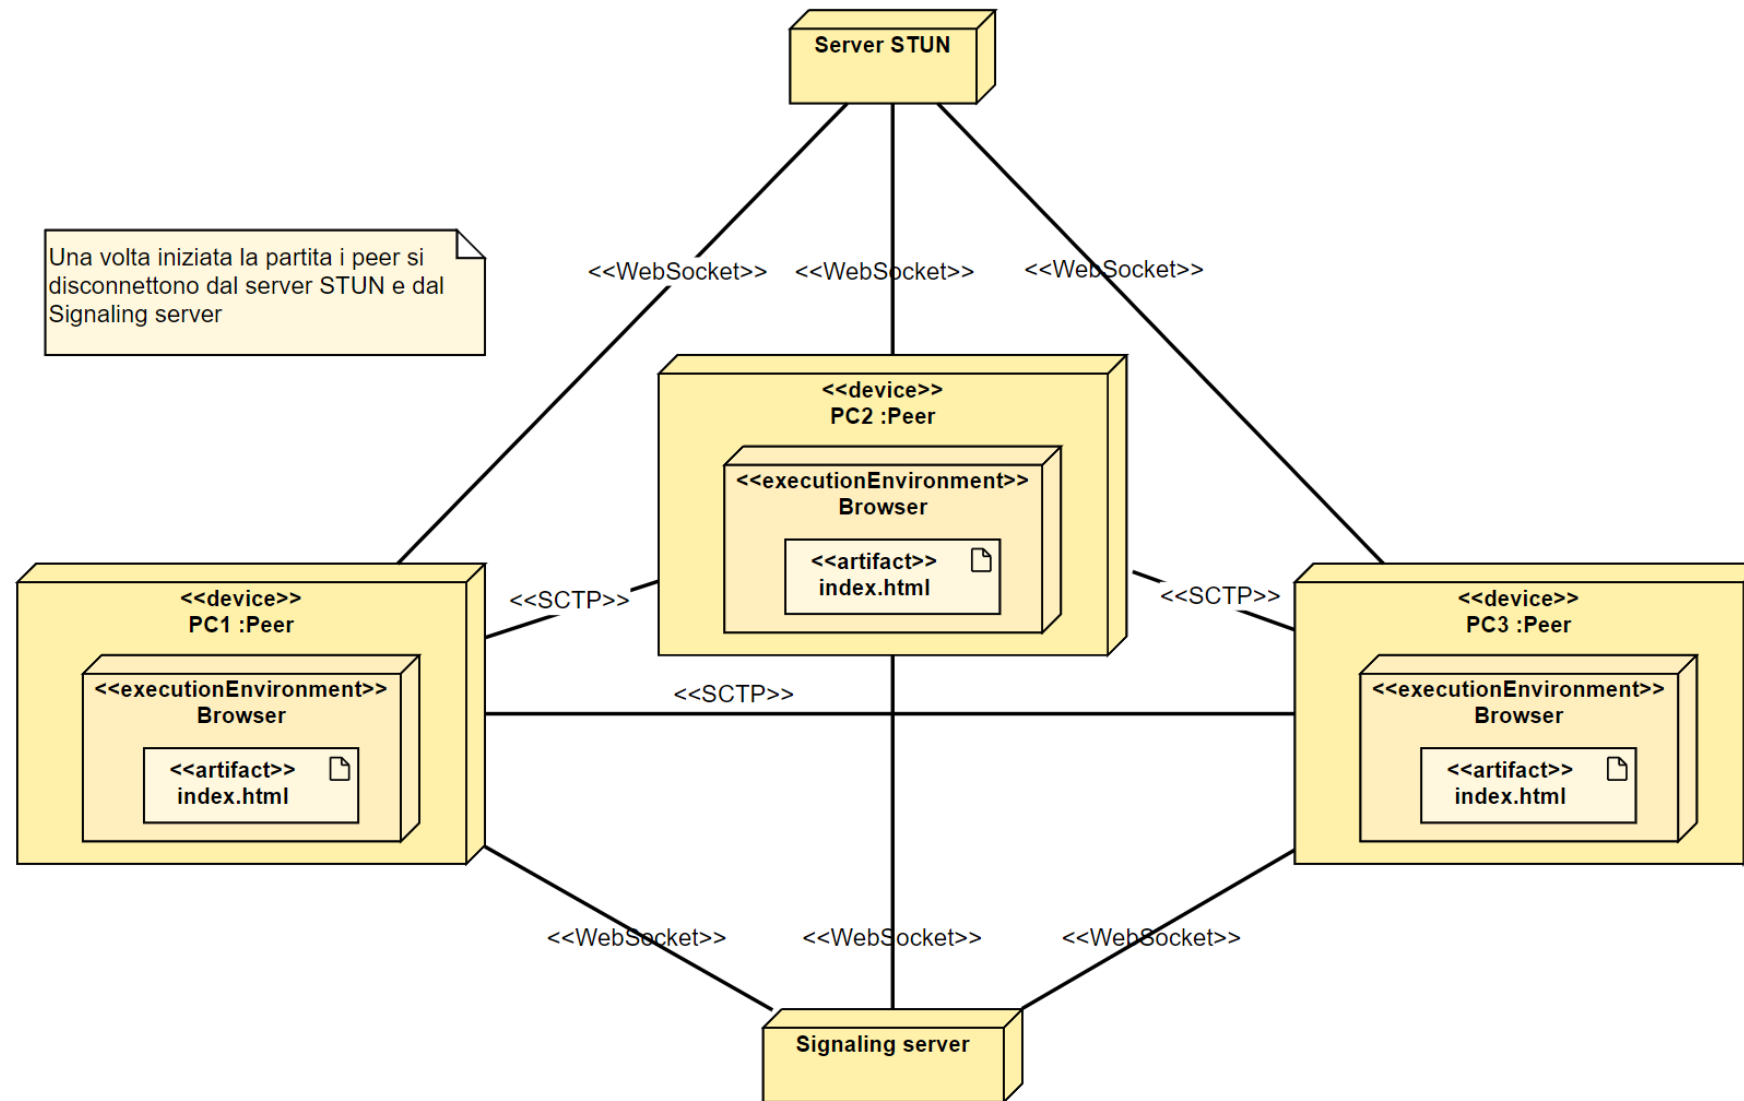 Server STUN
Una volta iniziata la partita i peer si
disconnettono dal server STUN e dal
Signaling server
<<WebSocket>>
<<WebSocket>>
<<WebSocket>>
<<device>>
PC2 :Peer
<<executionEnvironment>>
Browser
<<artifact>>
index.html
<<SCTP>>
<<SCTP>>
<<device>>
PC1 :Peer
<<executionEnvironment>>
Browser
<<artifact>>
index.html
<<SCTP>>
<<device>>
PC3 :Peer
<<executionEnvironment>>
Browser
<<artifact>>
index.html
<<WebSocket>>
<<WebSocket>>
<<WebSocket>>
Signaling server